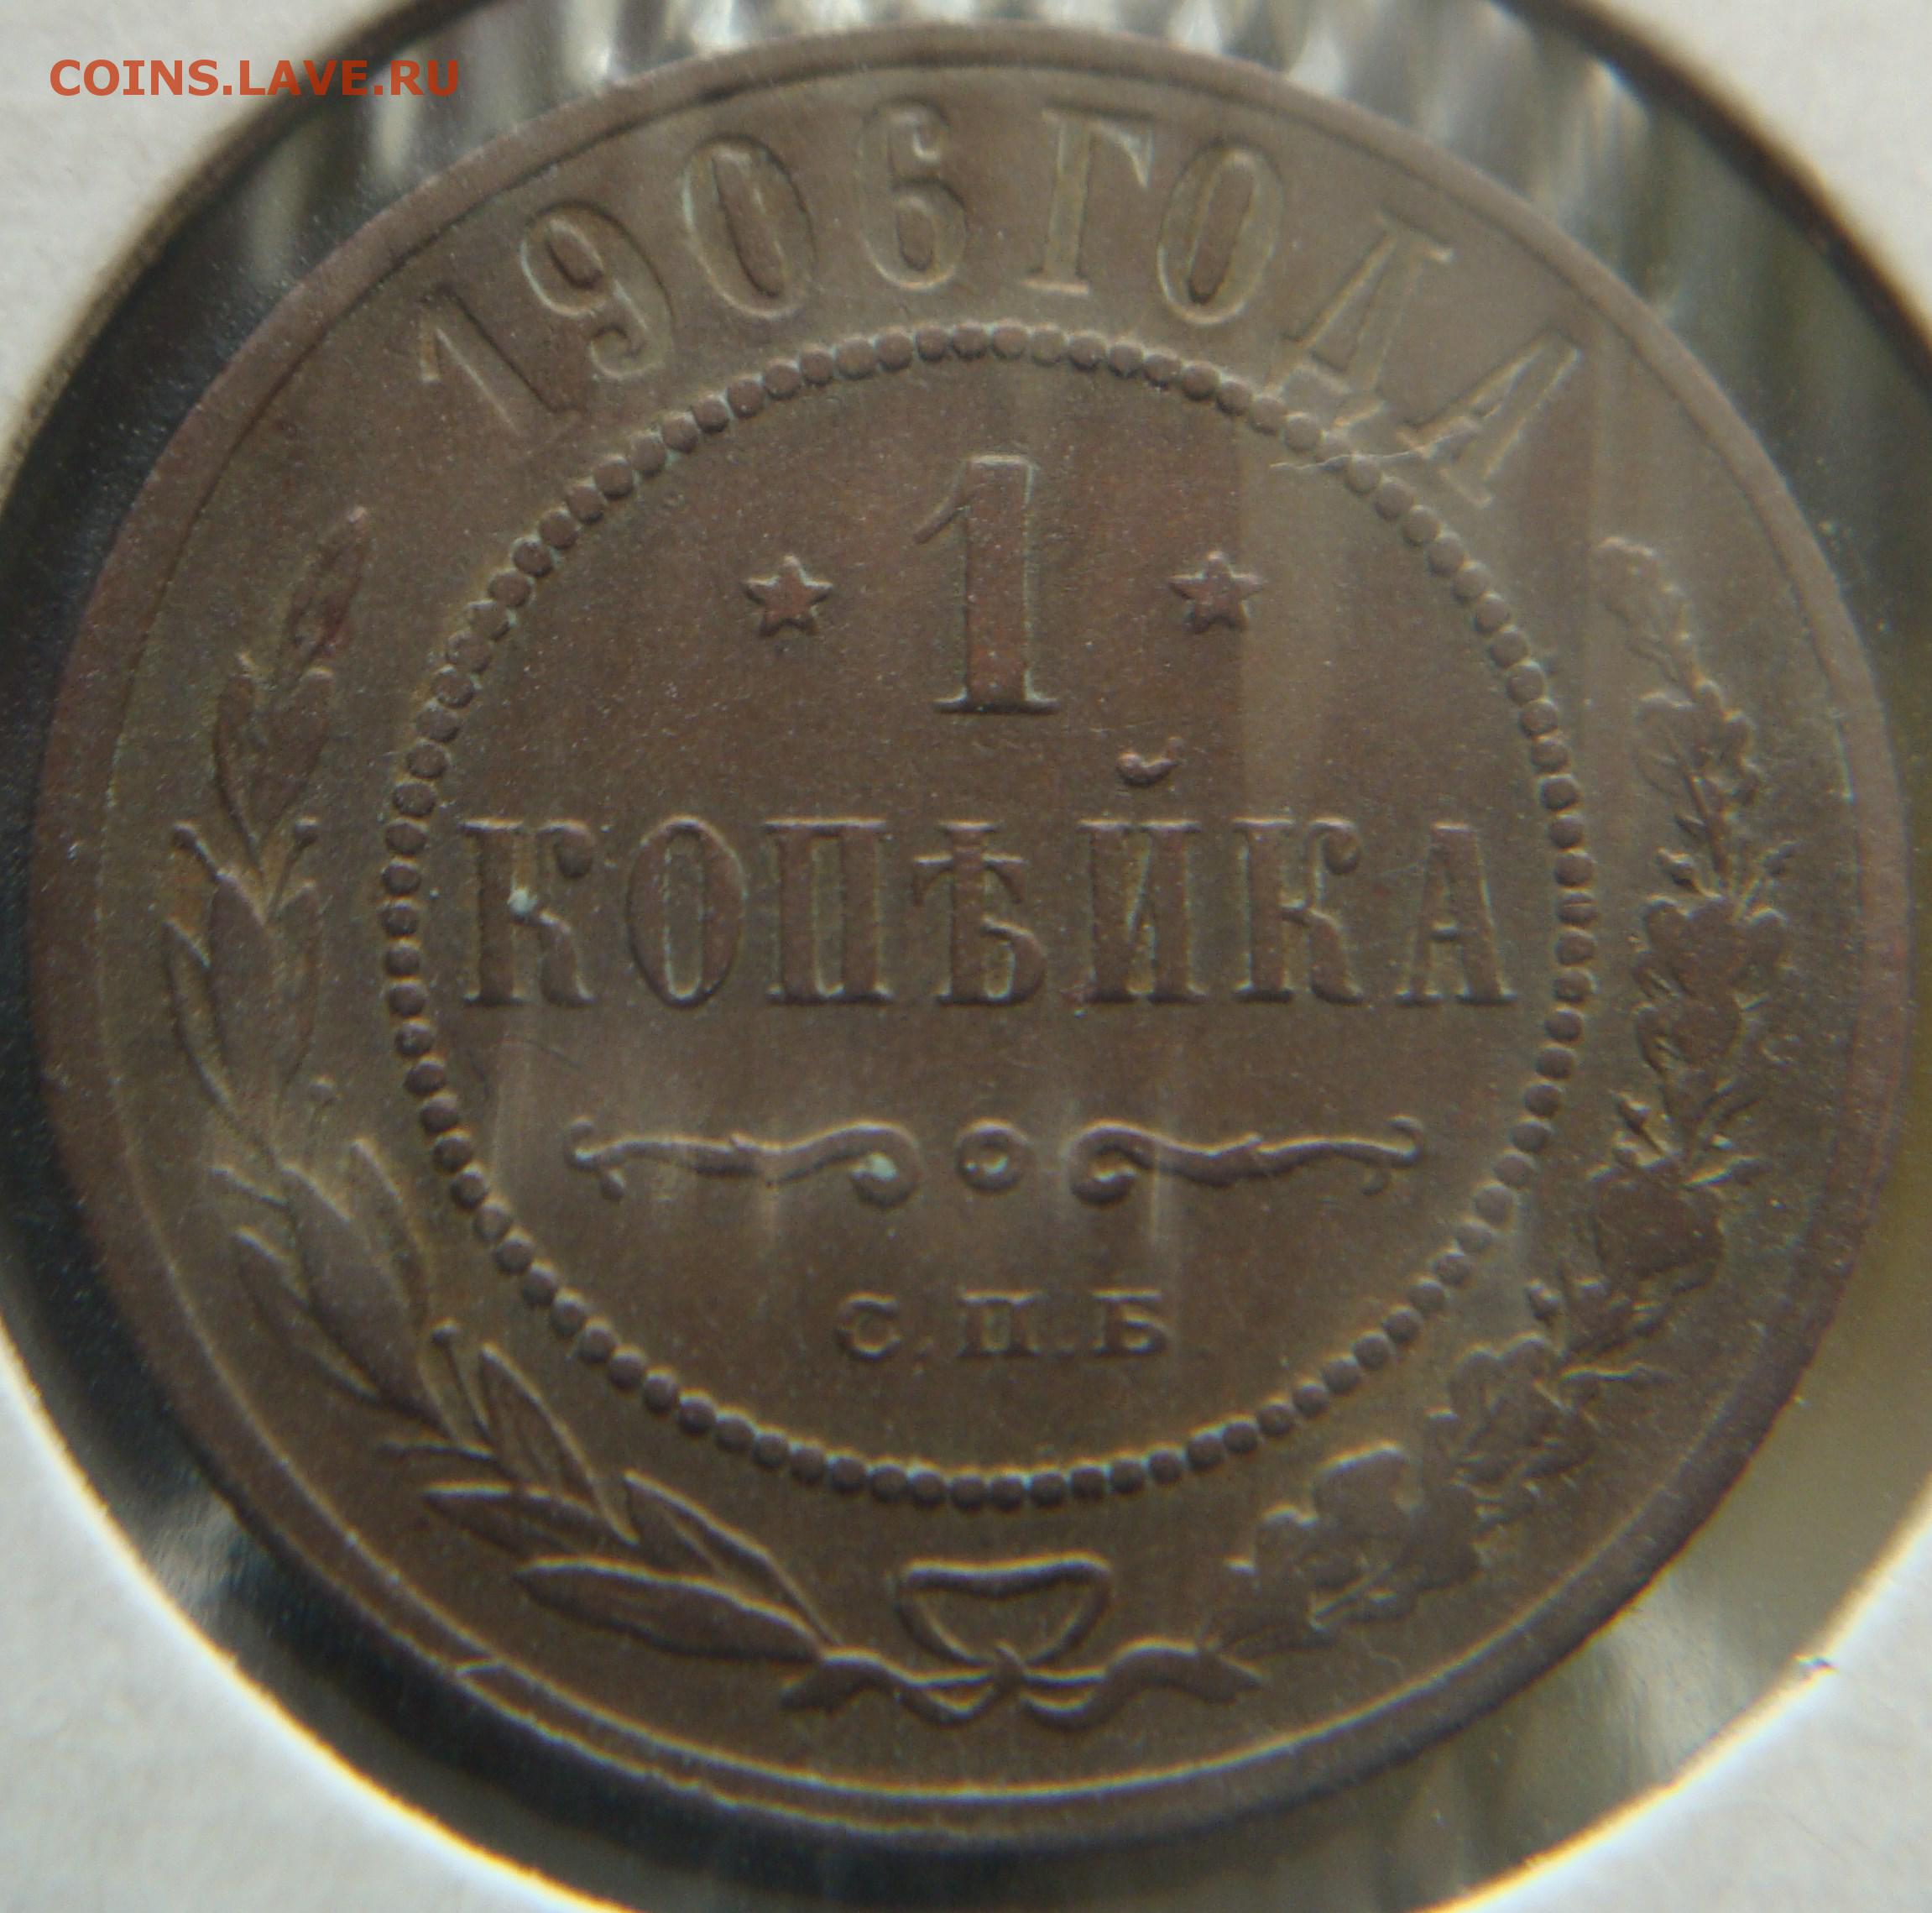 COINS.LAVE.RU
1906 ГОДА
1
КОПѢЙКА
С.П.Б.